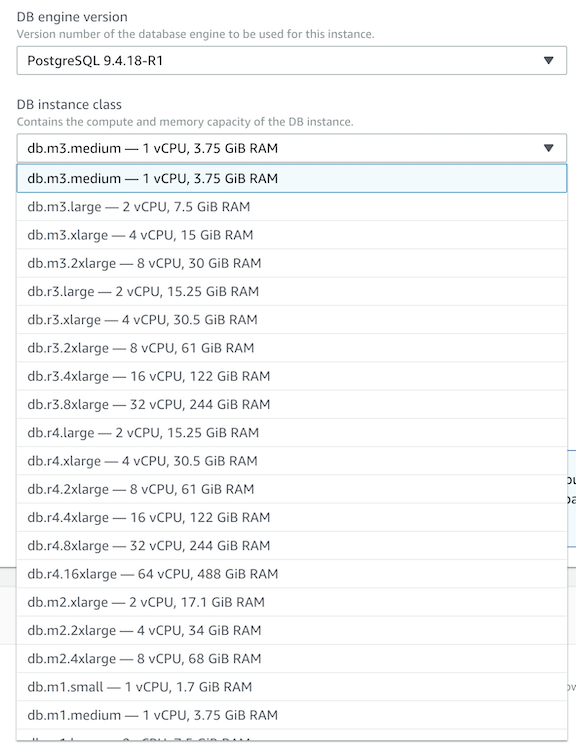 DB engine version
Version number of the database engine to be used for this instance.
PostgreSQL 9.4.18-R1
DB instance class
Contains the compute and memory capacity of the DB instance.
db.m3.medium — 1 vCPU, 3.75 GiB RAM
db.m3.medium — 1 vCPU, 3.75 GiB RAM
db.m3.large — 2 vCPU, 7.5 GiB RAM
db.m3.xlarge — 4 vCPU, 15 GiB RAM
db.m3.2xlarge — 8 vCPU, 30 GiB RAM
db.r3.large — 2 vCPU, 15.25 GiB RAM
db.r3.xlarge — 4 vCPU, 30.5 GiB RAM
db.r3.2xlarge — 8 vCPU, 61 GiB RAM
db.r3.4xlarge — 16 vCPU, 122 GiB RAM
db.r3.8xlarge — 32 vCPU, 244 GiB RAM
db.r4.large — 2 vCPU, 15.25 GiB RAM
db.r4.xlarge — 4 vCPU, 30.5 GiB RAM
db.r4.2xlarge — 8 vCPU, 61 GiB RAM
db.r4.4xlarge — 16 vCPU, 122 GiB RAM
db.r4.8xlarge — 32 vCPU, 244 GiB RAM
db.r4.16xlarge — 64 vCPU, 488 GiB RAM
db.m2.xlarge — 2 vCPU, 17.1 GiB RAM
db.m2.2xlarge — 4 vCPU, 34 GiB RAM
db.m2.4xlarge — 8 vCPU, 68 GiB RAM
db.m1.small — 1 vCPU, 1.7 GiB RAM
db.m1.medium — 1 vCPU, 3.75 GiB RAM